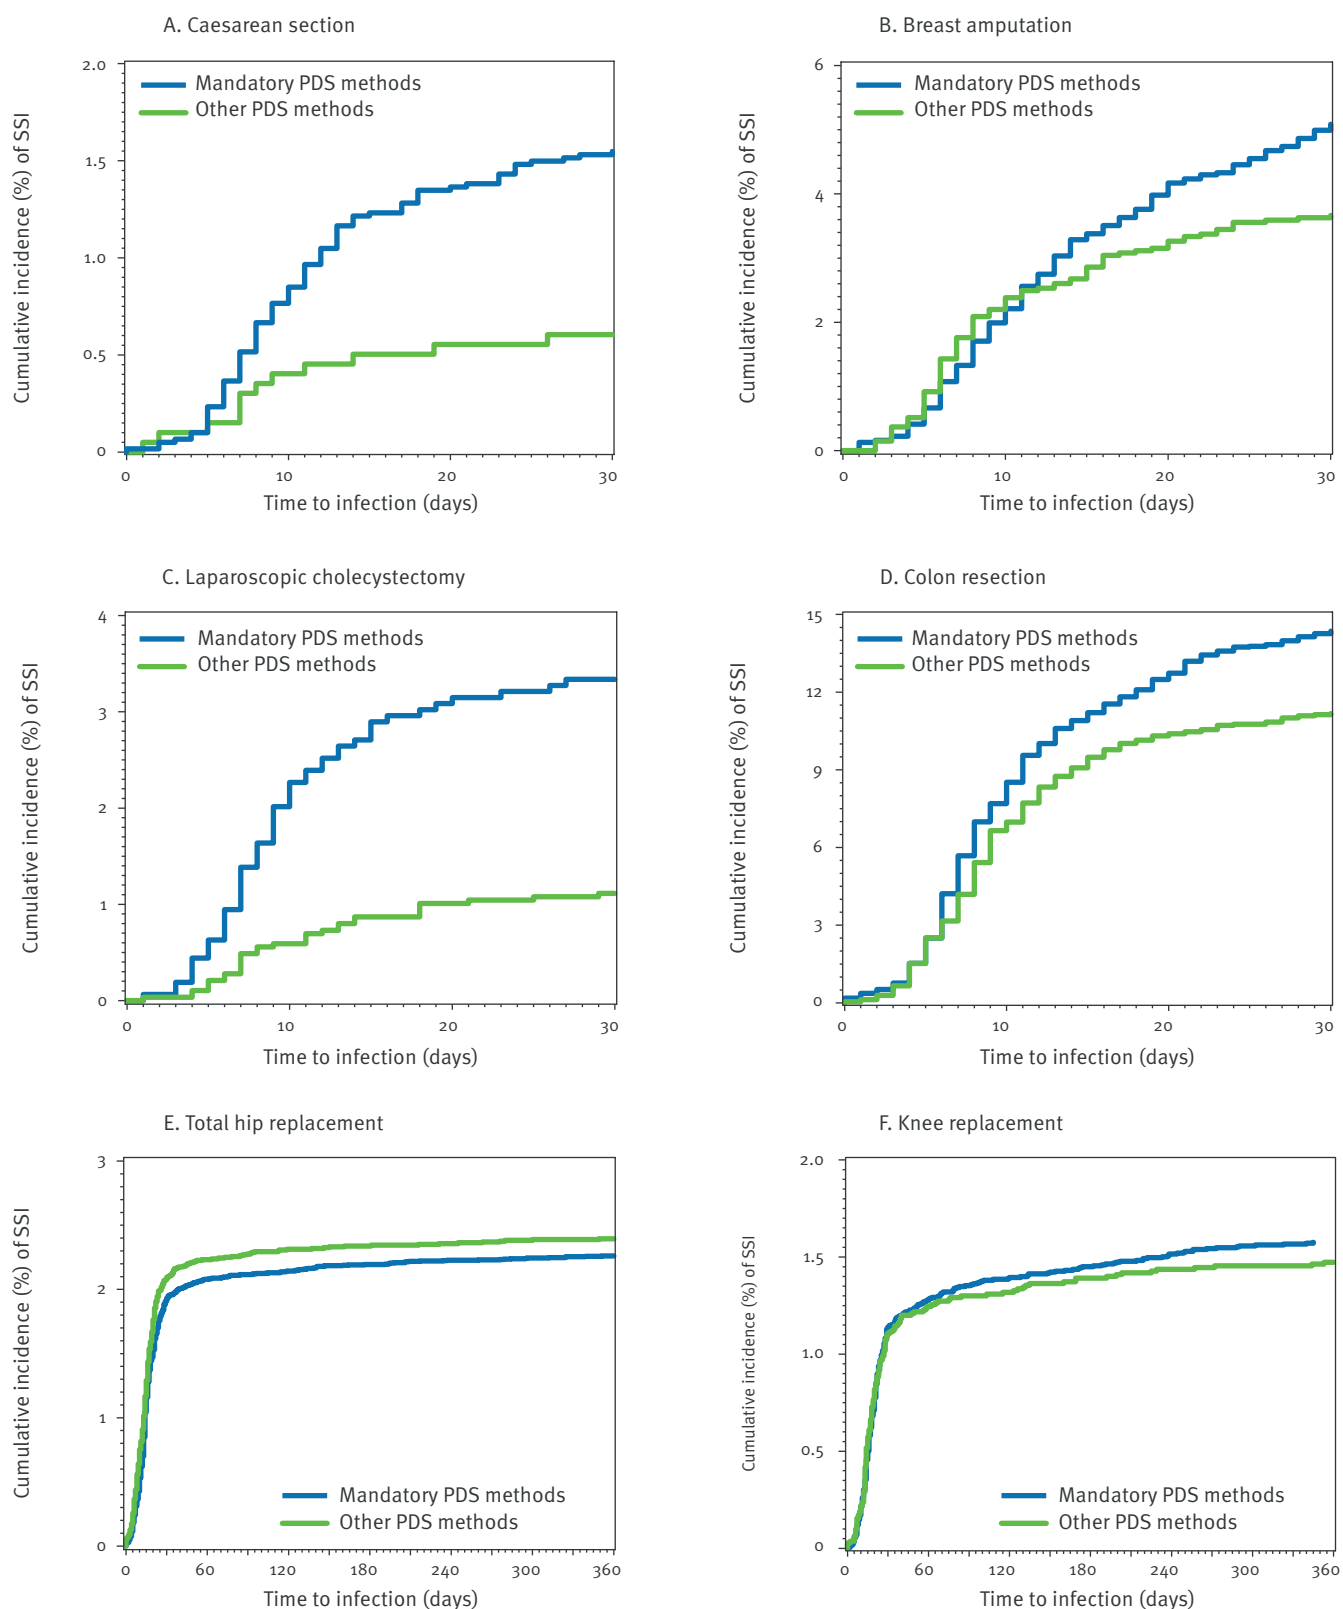 A. Caesarean section
Cumulative incidence (%) of SSI
2.0
1.5
1.0
0.5
0
Mandatory PDS methods
Other PDS methods
0 10 20 30
Time to infection (days)
B. Breast amputation
Cumulative incidence (%) of SSI
6
4
2
0
Mandatory PDS methods
Other PDS methods
0 10 20 30
Time to infection (days)
C. Laparoscopic cholecystectomy
Cumulative incidence (%) of SSI
4
3
2
1
0
Mandatory PDS methods
Other PDS methods
0 10 20 30
Time to infection (days)
D. Colon resection
Cumulative incidence (%) of SSI
15
12
9
6
3
0
Mandatory PDS methods
Other PDS methods
0 10 20 30
Time to infection (days)
E. Total hip replacement
Cumulative incidence (%) of SSI
3
2
1
0
Mandatory PDS methods
Other PDS methods
0 60 120 180 240 300 360
Time to infection (days)
F. Knee replacement
Cumulative incidence (%) of SSI
2.0
1.5
1.0
0.5
0
Mandatory PDS methods
Other PDS methods
0 60 120 180 240 300 360
Time to infection (days)